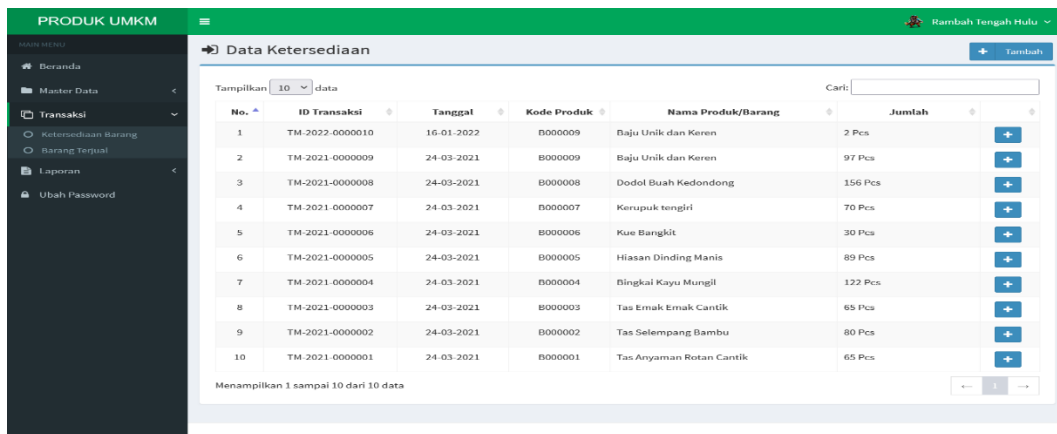 PRODUK UMKM
Rambah Tengah Hulu
MAIN MENU
Beranda
Master Data
Transaksi
Ketersediaan Barang
Barang Terjual
Laporan
Ubah Password
Data Ketersediaan
Tambah
Tampilkan 10 data
Cari:
No. ID Transaksi Tanggal Kode Produk Nama Produk/Barang Jumlah
1 TM-2022-0000010 16-01-2022 B000009 Baju Unik dan Keren 2 Pcs
2 TM-2021-0000009 24-03-2021 B000009 Baju Unik dan Keren 97 Pcs
3 TM-2021-0000008 24-03-2021 B000008 Dodol Buah Kedondong 156 Pcs
4 TM-2021-0000007 24-03-2021 B000007 Kerupuk tengiri 70 Pcs
5 TM-2021-0000006 24-03-2021 B000006 Kue Bangkit 30 Pcs
6 TM-2021-0000005 24-03-2021 B000005 Hiasan Dinding Manis 89 Pcs
7 TM-2021-0000004 24-03-2021 B000004 Bingkai Kayu Mungil 122 Pcs
8 TM-2021-0000003 24-03-2021 B000003 Tas Emak Emak Cantik 65 Pcs
9 TM-2021-0000002 24-03-2021 B000002 Tas Selempang Bambu 80 Pcs
10 TM-2021-0000001 24-03-2021 B000001 Tas Anyaman Rotan Cantik 65 Pcs
Menampilkan 1 sampai 10 dari 10 data
← 1 →